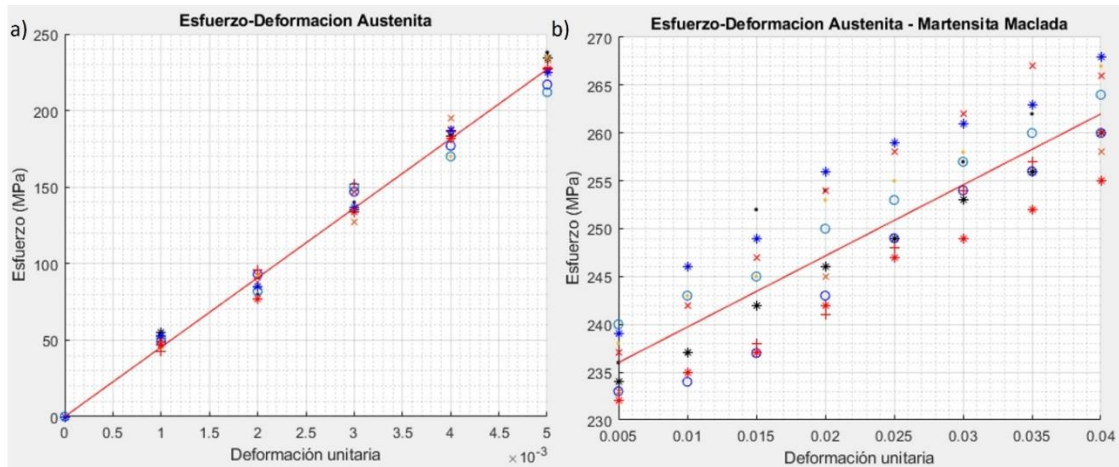 a)
Esfuerzo-Deformacion Austenita
250
200
150
100
50
0
Esfuerzo (MPa)
0 0.5 1 1.5 2 2.5 3 3.5 4 4.5 5
Deformación unitaria
×10⁻³
b)
Esfuerzo-Deformacion Austenita - Martensita Maclada
270
265
260
255
250
245
240
235
230
Esfuerzo (MPa)
0.005 0.01 0.015 0.02 0.025 0.03 0.035 0.04
Deformación unitaria